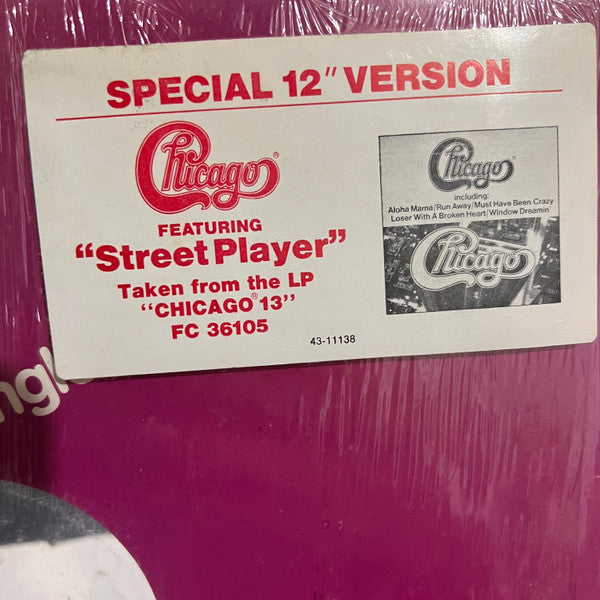 SPECIAL 12" VERSION
Chicago®
FEATURING
"Street Player"
Taken from the LP
"CHICAGO® 13"
FC 36105
Chicago®
including:
Aloha Mama/Run Away/Must Have Been Crazy
Loser With A Broken Heart/Window Dreamin'
Chicago
43-11138
ngl